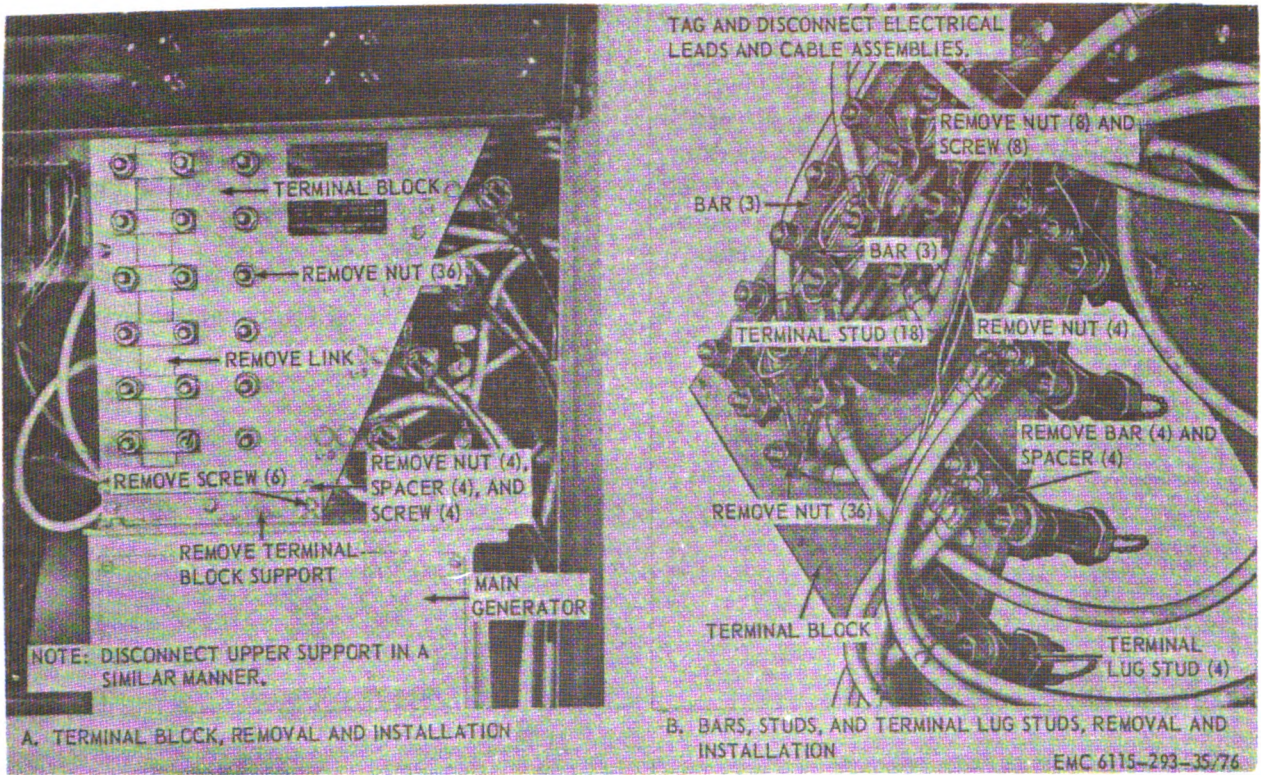 TERMINAL BLOCK
REMOVE NUT (36)
REMOVE LINK
REMOVE SCREW (6)
REMOVE NUT (4),
SPACER (4), AND
SCREW (4)
REMOVE TERMINAL
BLOCK SUPPORT
MAIN
GENERATOR
NOTE: DISCONNECT UPPER SUPPORT IN A
SIMILAR MANNER.
A. TERMINAL BLOCK, REMOVAL AND INSTALLATION
TAG AND DISCONNECT ELECTRICAL
LEADS AND CABLE ASSEMBLIES.
REMOVE NUT (8) AND
SCREW (8)
BAR (3)
BAR (3)
TERMINAL STUD (18)
REMOVE NUT (4)
REMOVE BAR (4) AND
SPACER (4)
REMOVE NUT (36)
TERMINAL BLOCK
TERMINAL
LUG STUD (4)
B. BARS, STUDS, AND TERMINAL LUG STUDS, REMOVAL AND
INSTALLATION
EMC 6115-293-35/76